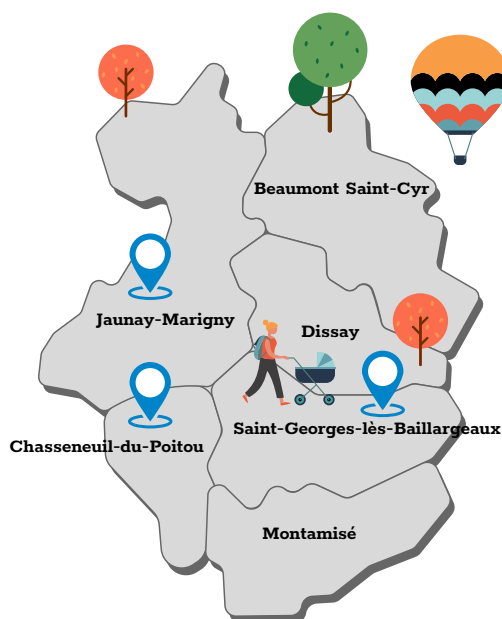 Beaumont Saint-Cyr
Jaunay-Marigny
Dissay
Saint-Georges-lès-Baillargeaux
Chasseneuil-du-Poitou
Montamisé